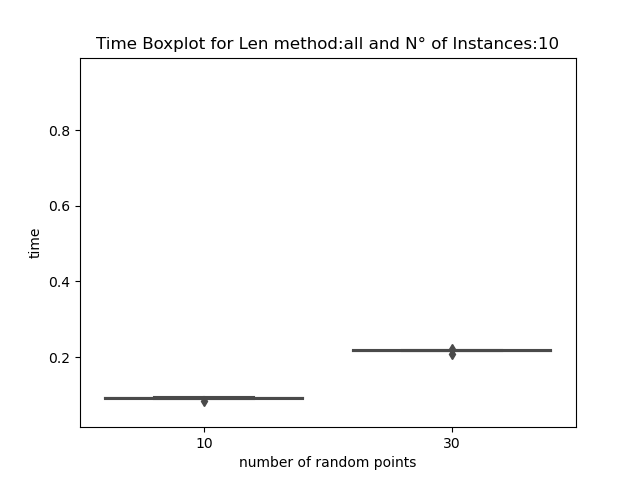 Time Boxplot for Len method:all and N° of Instances:10
0.8
0.6
time
0.4
0.2
10 30
number of random points